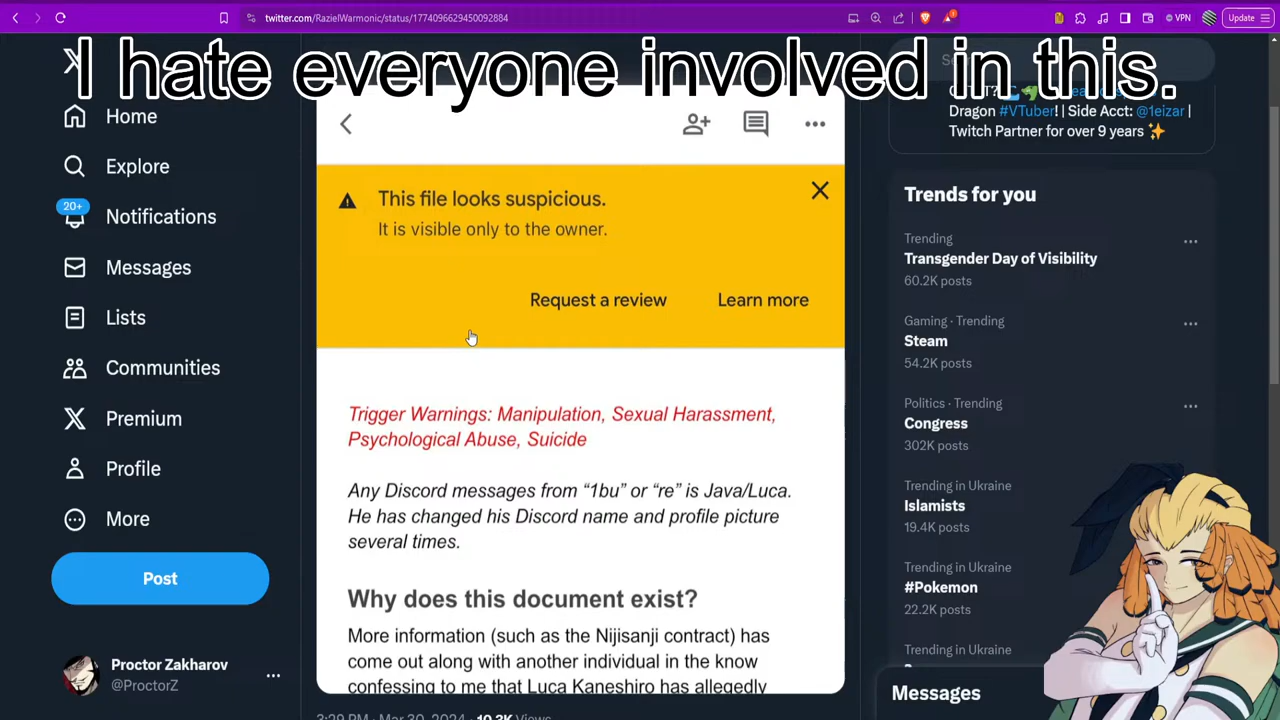 twitter.com/RazielWarmonic/status/1774096629450092884
VPN
Update
I hate everyone involved in this.
Home
Explore
20+
Notifications
Messages
Lists
Communities
Premium
Profile
More
Post
Proctor Zakharov
@ProctorZ
This file looks suspicious.
It is visible only to the owner.
Request a review
Learn more
Trigger Warnings: Manipulation, Sexual Harassment,
Psychological Abuse, Suicide
Any Discord messages from “1bu” or “re” is Java/Luca.
He has changed his Discord name and profile picture
several times.
Why does this document exist?
More information (such as the Nijisanji contract) has
come out along with another individual in the know
confessing to me that Luca Kaneshiro has allegedly
3:29 PM · Mar 30, 2024 · 10.3K Views
Dragon #VTuber! | Side Acct: @1eizar |
Twitch Partner for over 9 years
Trends for you
Trending
Transgender Day of Visibility
60.2K posts
Gaming · Trending
Steam
54.2K posts
Politics · Trending
Congress
302K posts
Trending in Ukraine
Islamists
19.4K posts
Trending in Ukraine
#Pokemon
22.2K posts
Trending in Ukraine
Messages